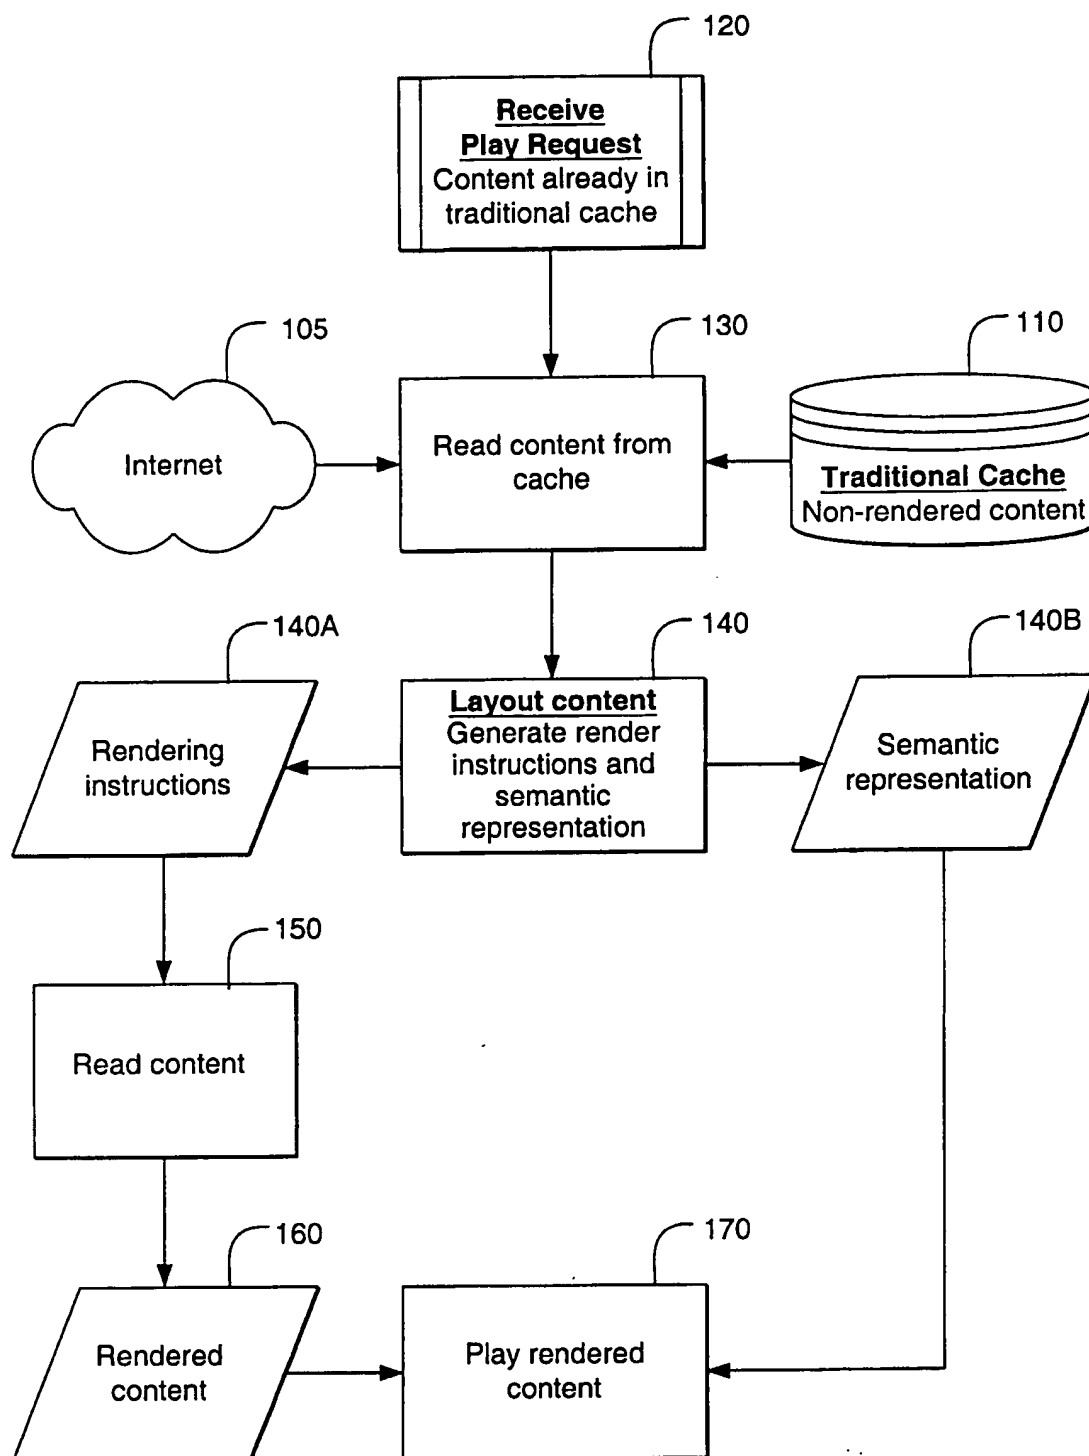 120
Receive
Play Request
Content already in
traditional cache
105
130
110
Internet
Read content from
cache
Traditional Cache
Non-rendered content
140A
140
140B
Rendering
instructions
Layout content
Generate render
instructions and
semantic
representation
Semantic
representation
150
Read content
160
170
Rendered
content
Play rendered
content